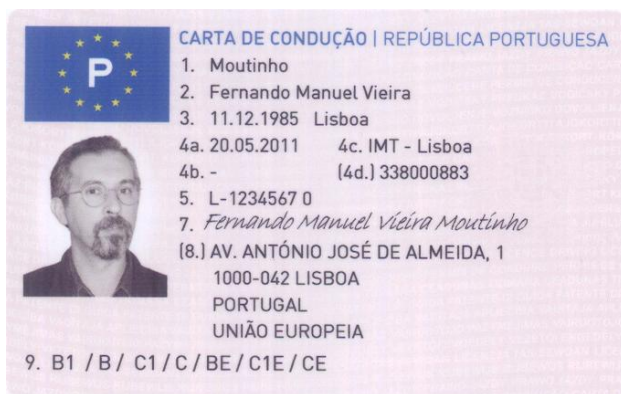 P
CARTA DE CONDUÇÃO | REPÚBLICA PORTUGUESA
1. Moutinho
2. Fernando Manuel Vieira
3. 11.12.1985 Lisboa
4a. 20.05.2011 4c. IMT - Lisboa
4b. - (4d.) 338000883
5. L-1234567 0
7. Fernando Manuel Vieira Moutinho
(8.) AV. ANTÓNIO JOSÉ DE ALMEIDA, 1
1000-042 LISBOA
PORTUGAL
UNIÃO EUROPEIA
9. B1 / B / C1 / C / BE / C1E / CE